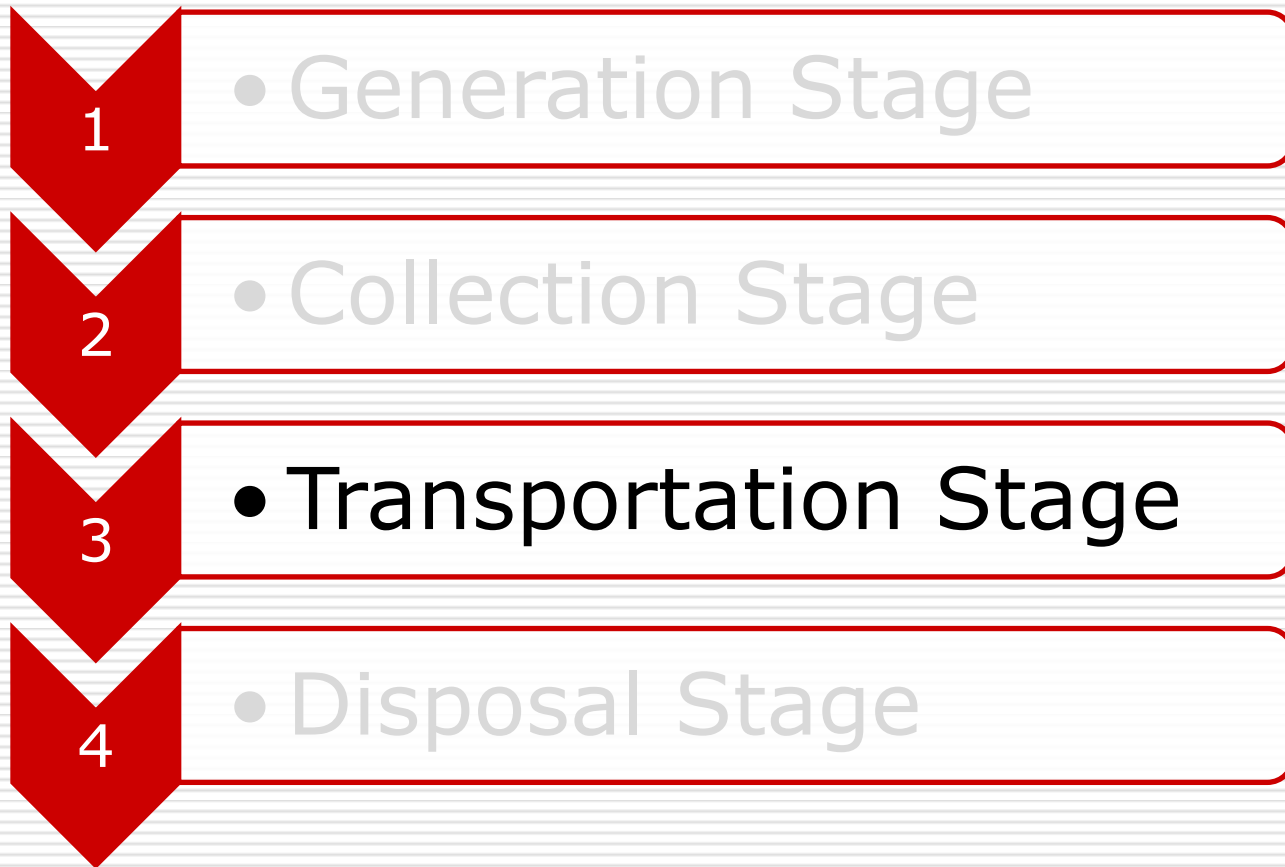 1
• Generation Stage
2
• Collection Stage
3
• Transportation Stage
4
• Disposal Stage